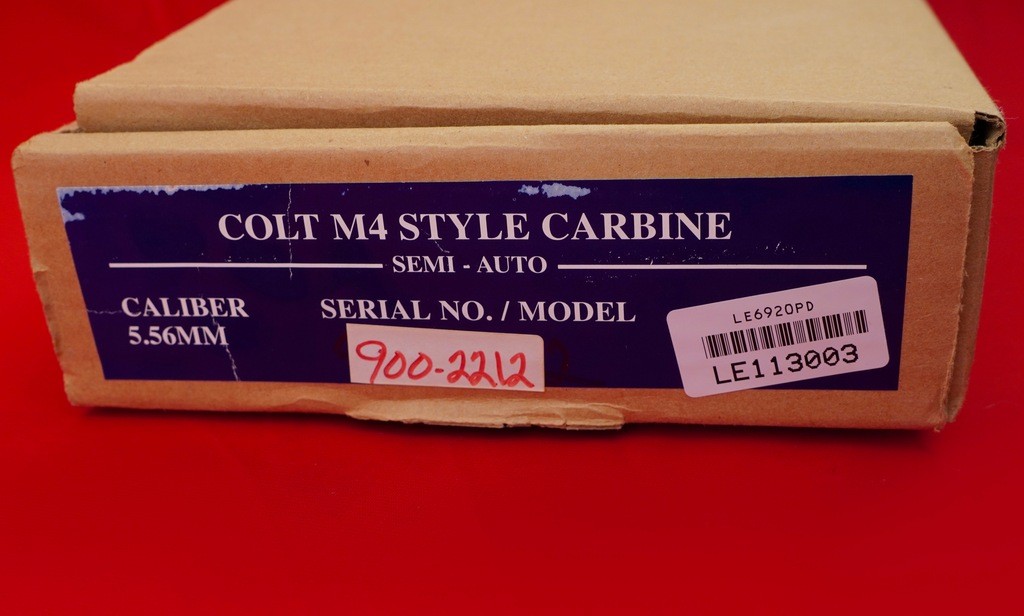 COLT M4 STYLE CARBINE
SEMI - AUTO
CALIBER
5.56MM
SERIAL NO. / MODEL
900-2212
LE6920PD
LE113003